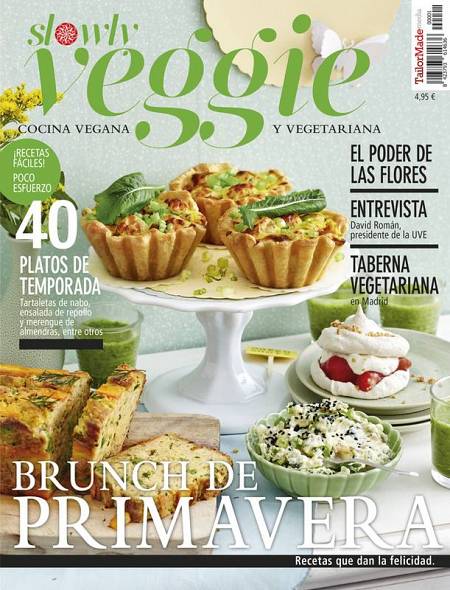 slowly
veggie
COCINA VEGANA Y VEGETARIANA
TailorMade media
4,95 €
¡RECETAS
FÁCILES!
POCO
ESFUERZO
40
PLATOS DE
TEMPORADA
Tartaletas de nabo,
ensalada de repollo
y merengue de
almendras, entre otros
EL PODER DE
LAS FLORES
ENTREVISTA
David Román,
presidente de la UVE
TABERNA
VEGETARIANA
en Madrid
BRUNCH DE
PRIMAVERA
Recetas que dan la felicidad.